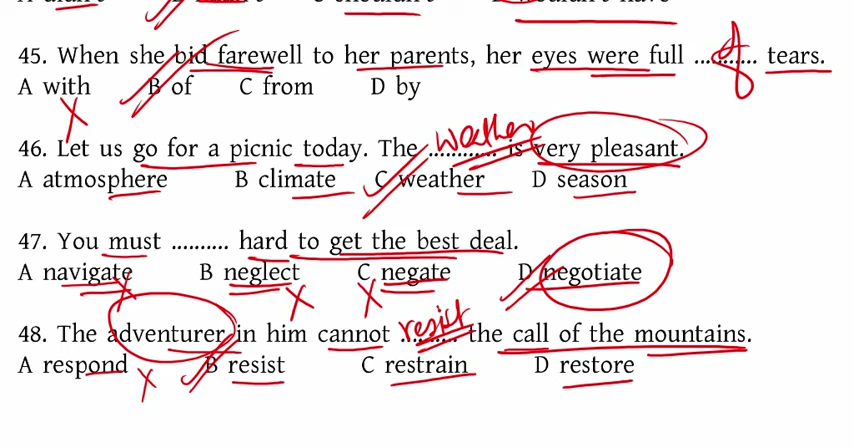 45. When she bid farewell to her parents, her eyes were full ... of ... tears.
A with B of C from D by
46. Let us go for a picnic today. The weather .......... is very pleasant.
A atmosphere B climate C weather D season
47. You must .......... hard to get the best deal.
A navigate B neglect C negate D negotiate
48. The adventurer in him cannot resist .......... the call of the mountains.
A respond B resist C restrain D restore